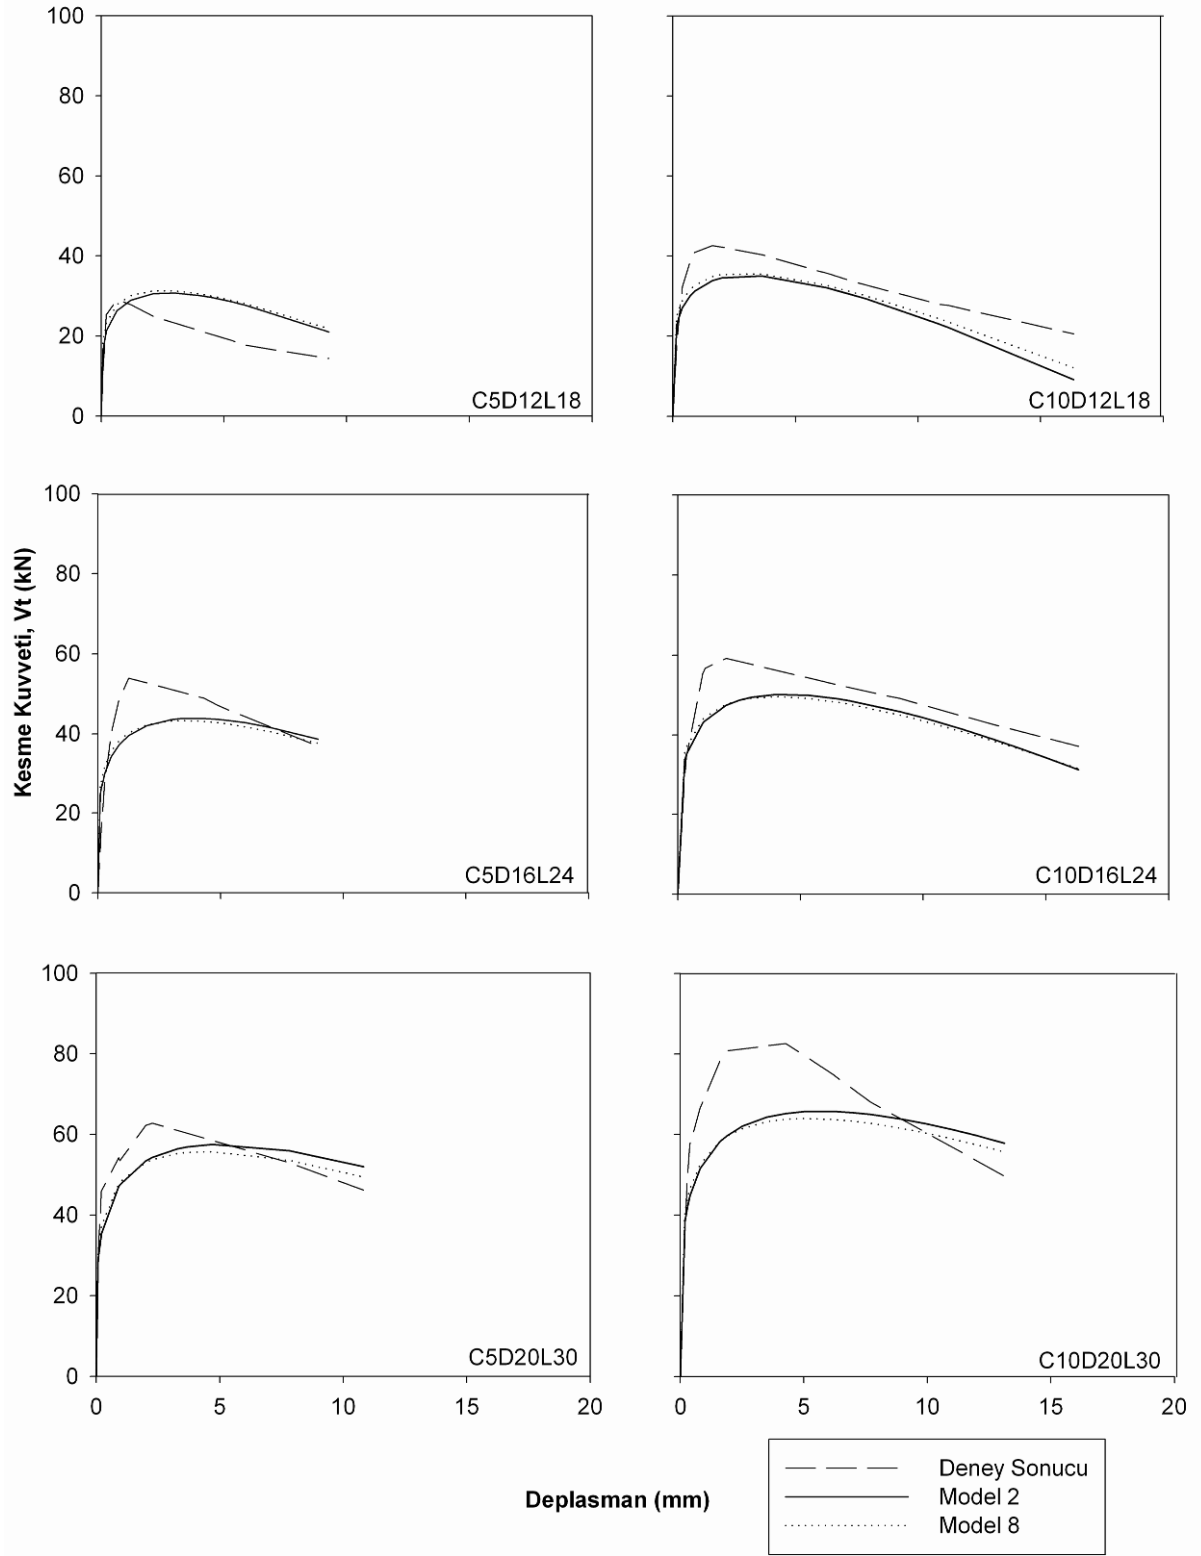 100
80
60
40
20
0
C5D12L18
C10D12L18
100
80
60
40
20
0
C5D16L24
C10D16L24
Kesme Kuvveti, Vt (kN)
100
80
60
40
20
0
C5D20L30
C10D20L30
0 5 10 15 20
0 5 10 15 20
Deplasman (mm)
Deney Sonucu
Model 2
Model 8